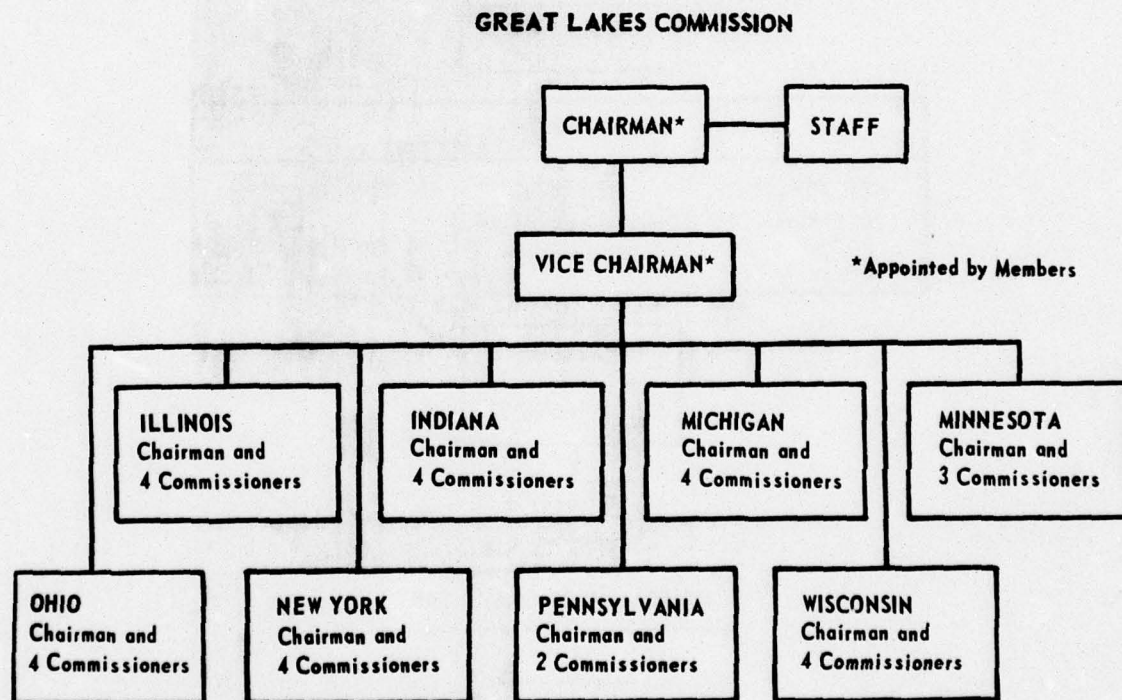 GREAT LAKES COMMISSION
CHAIRMAN*
STAFF
VICE CHAIRMAN*
*Appointed by Members
ILLINOIS
Chairman and
4 Commissioners
INDIANA
Chairman and
4 Commissioners
MICHIGAN
Chairman and
4 Commissioners
MINNESOTA
Chairman and
3 Commissioners
OHIO
Chairman and
4 Commissioners
NEW YORK
Chairman and
4 Commissioners
PENNSYLVANIA
Chairman and
2 Commissioners
WISCONSIN
Chairman and
4 Commissioners